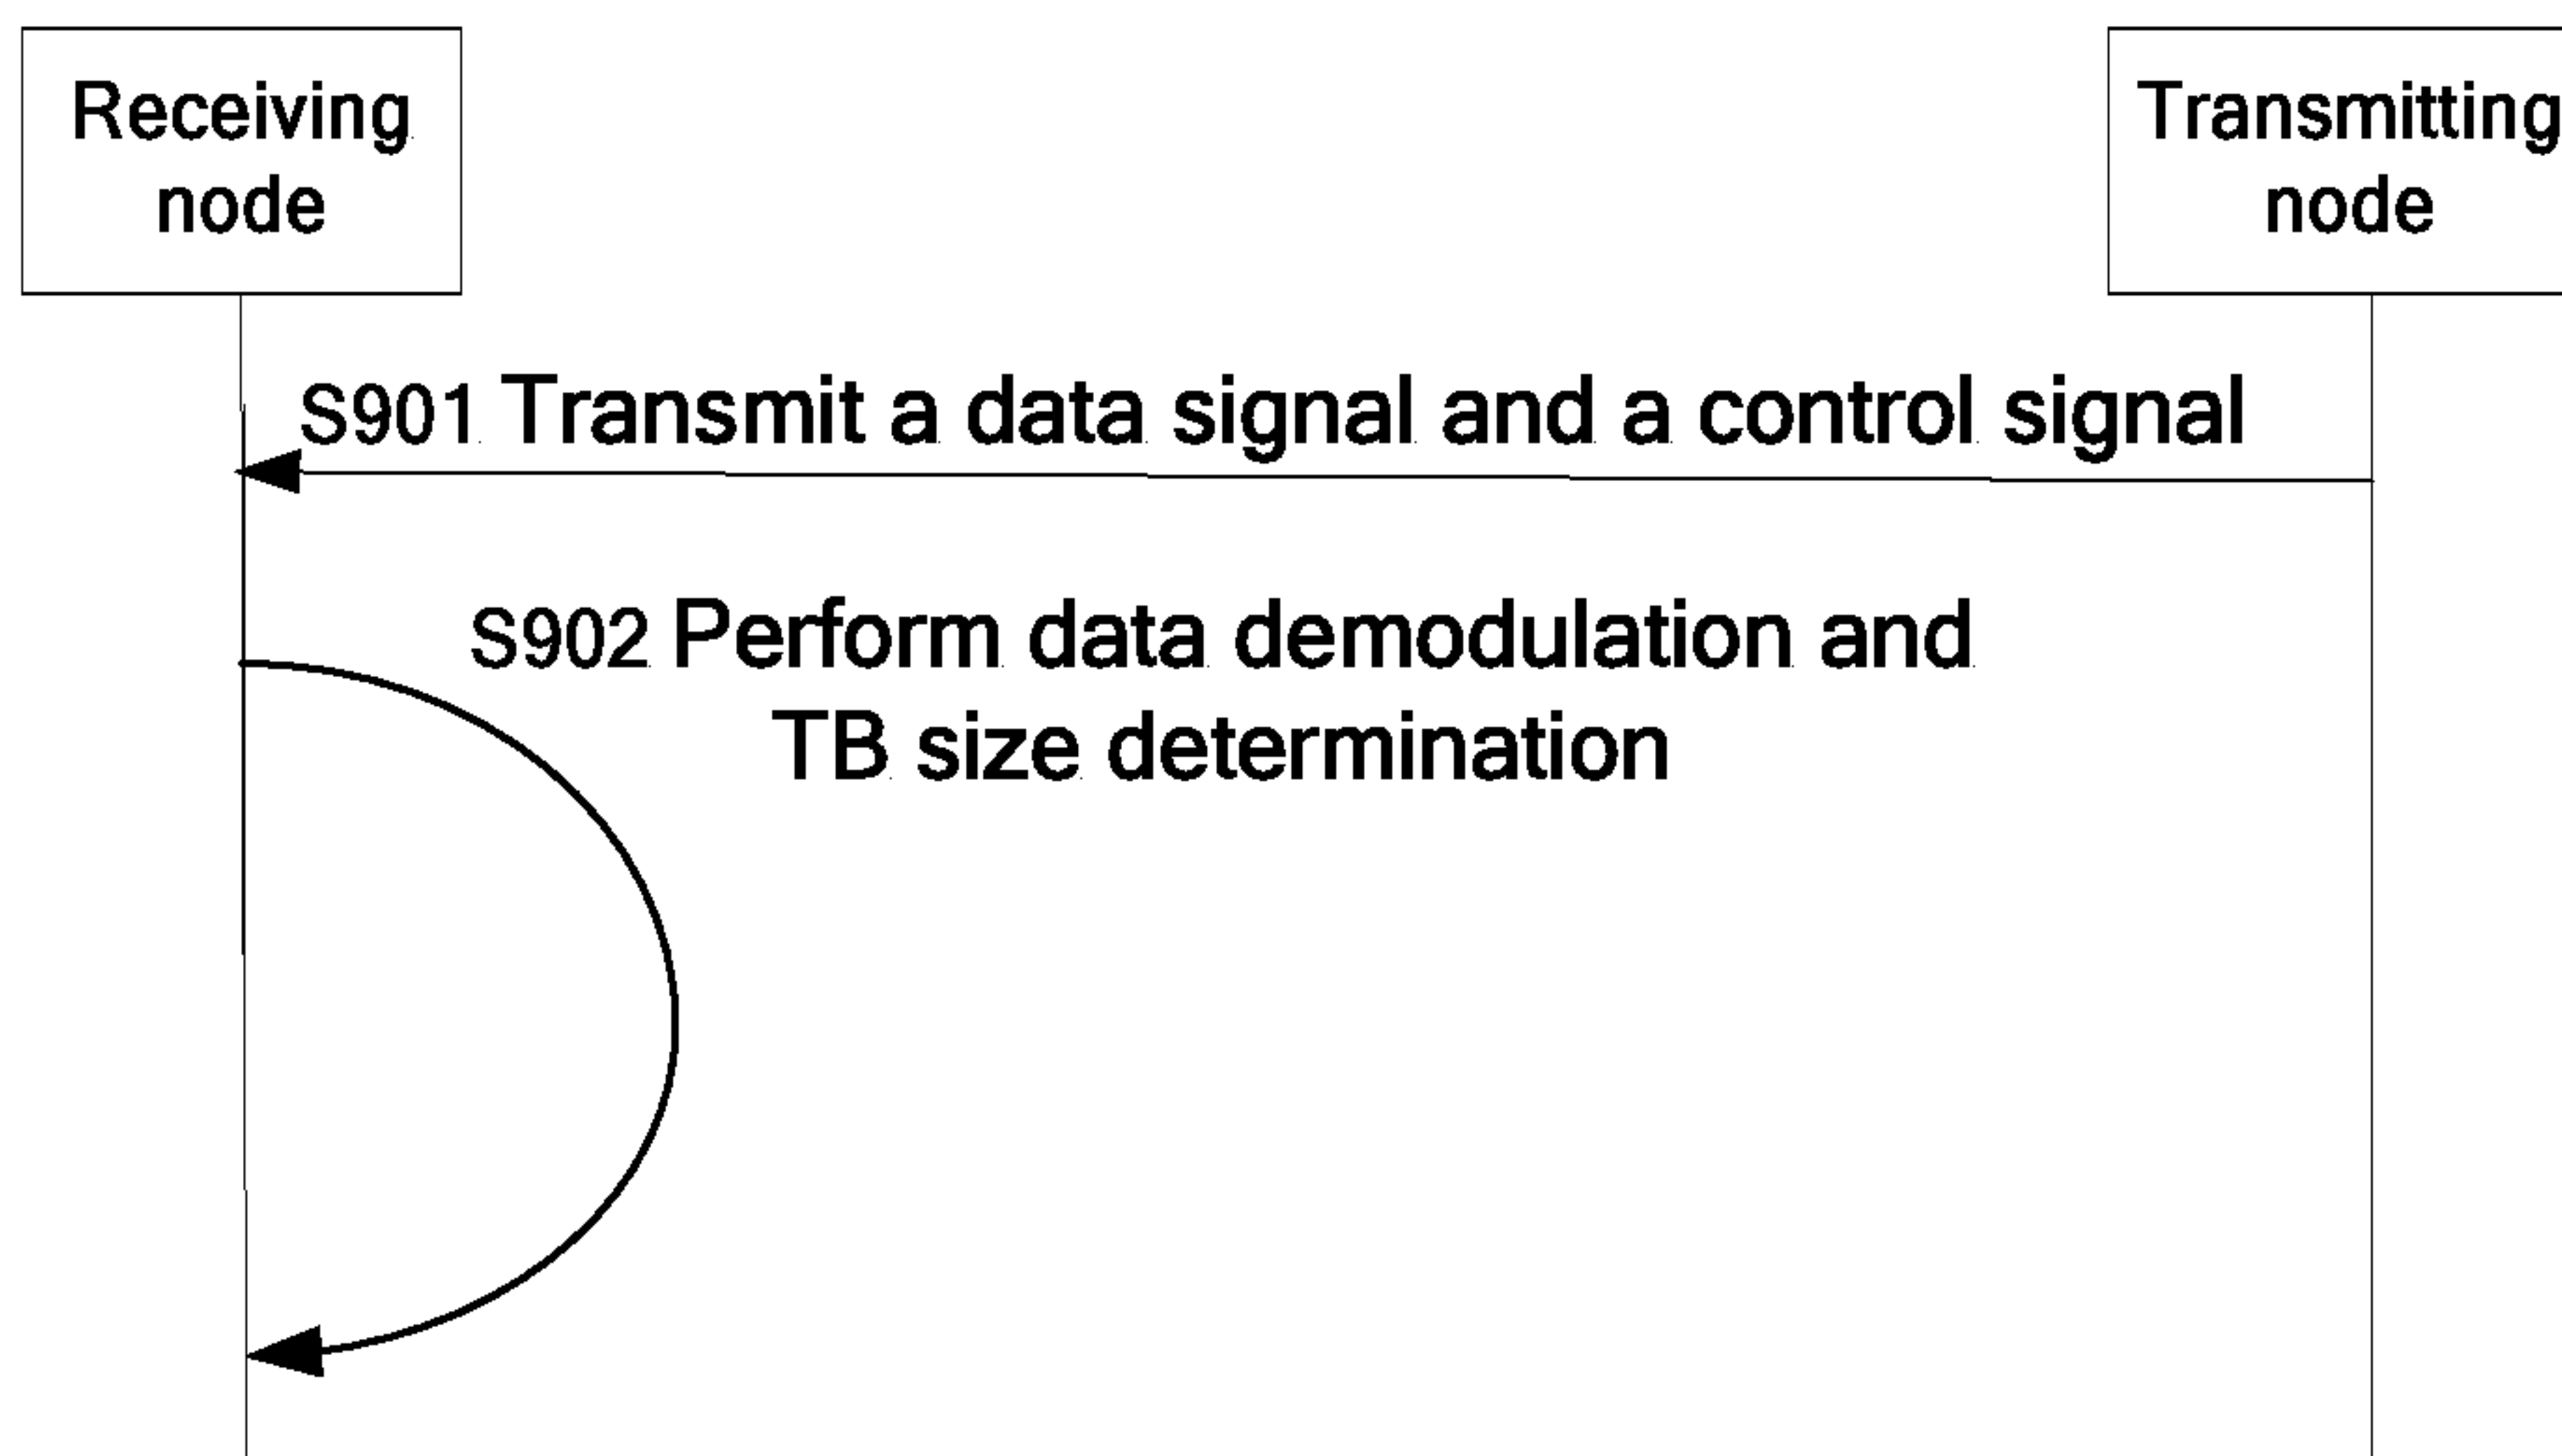 Receiving
node
Transmitting
node
S901 Transmit a data signal and a control signal
S902 Perform data demodulation and
TB size determination